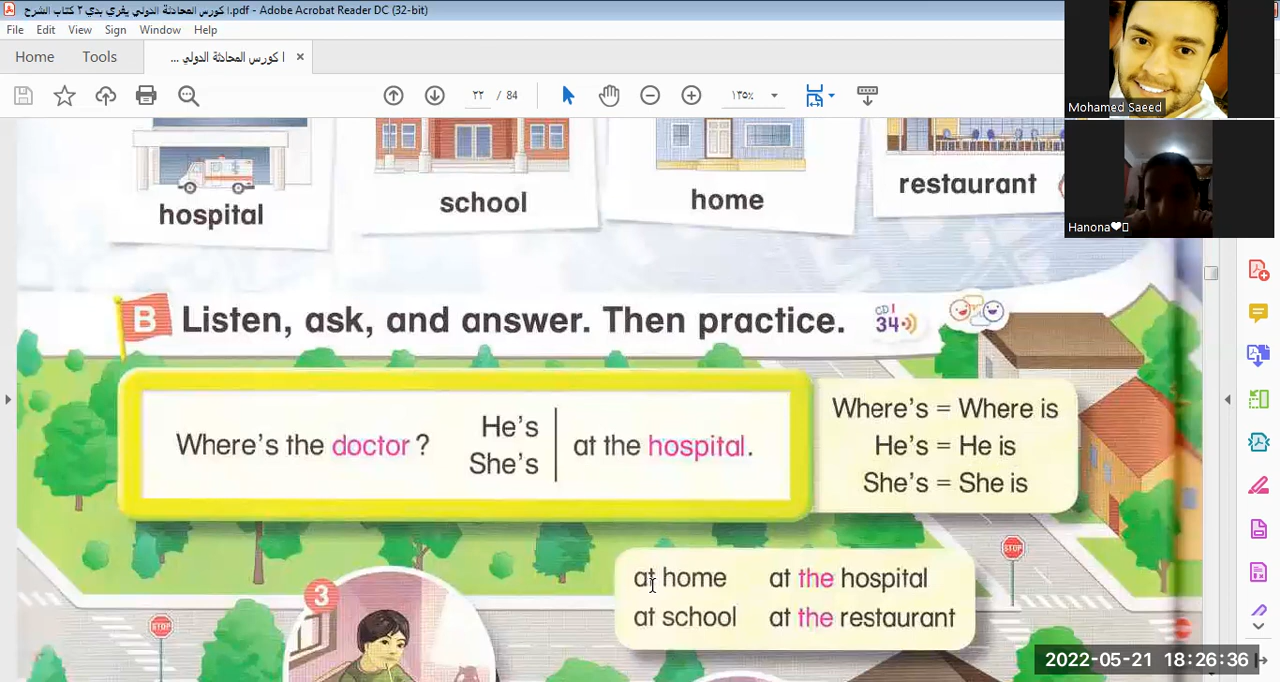 ا كورس المحادثة الدولي يفري بدي ٢ كتاب الشرح.pdf - Adobe Acrobat Reader DC (32-bit)
File Edit View Sign Window Help
Home Tools ا كورس المحادثة الدولي ... ×
٢٢ / 84 ١٣٥%
Mohamed Saeed
Hanona❤
hospital
school
home
restaurant
B Listen, ask, and answer. Then practice. CD 1 34
Where's the doctor? He's She's at the hospital.
Where's = Where is
He's = He is
She's = She is
STOP
at home at the hospital
at school at the restaurant
3
STOP
2022-05-21 18:26:36